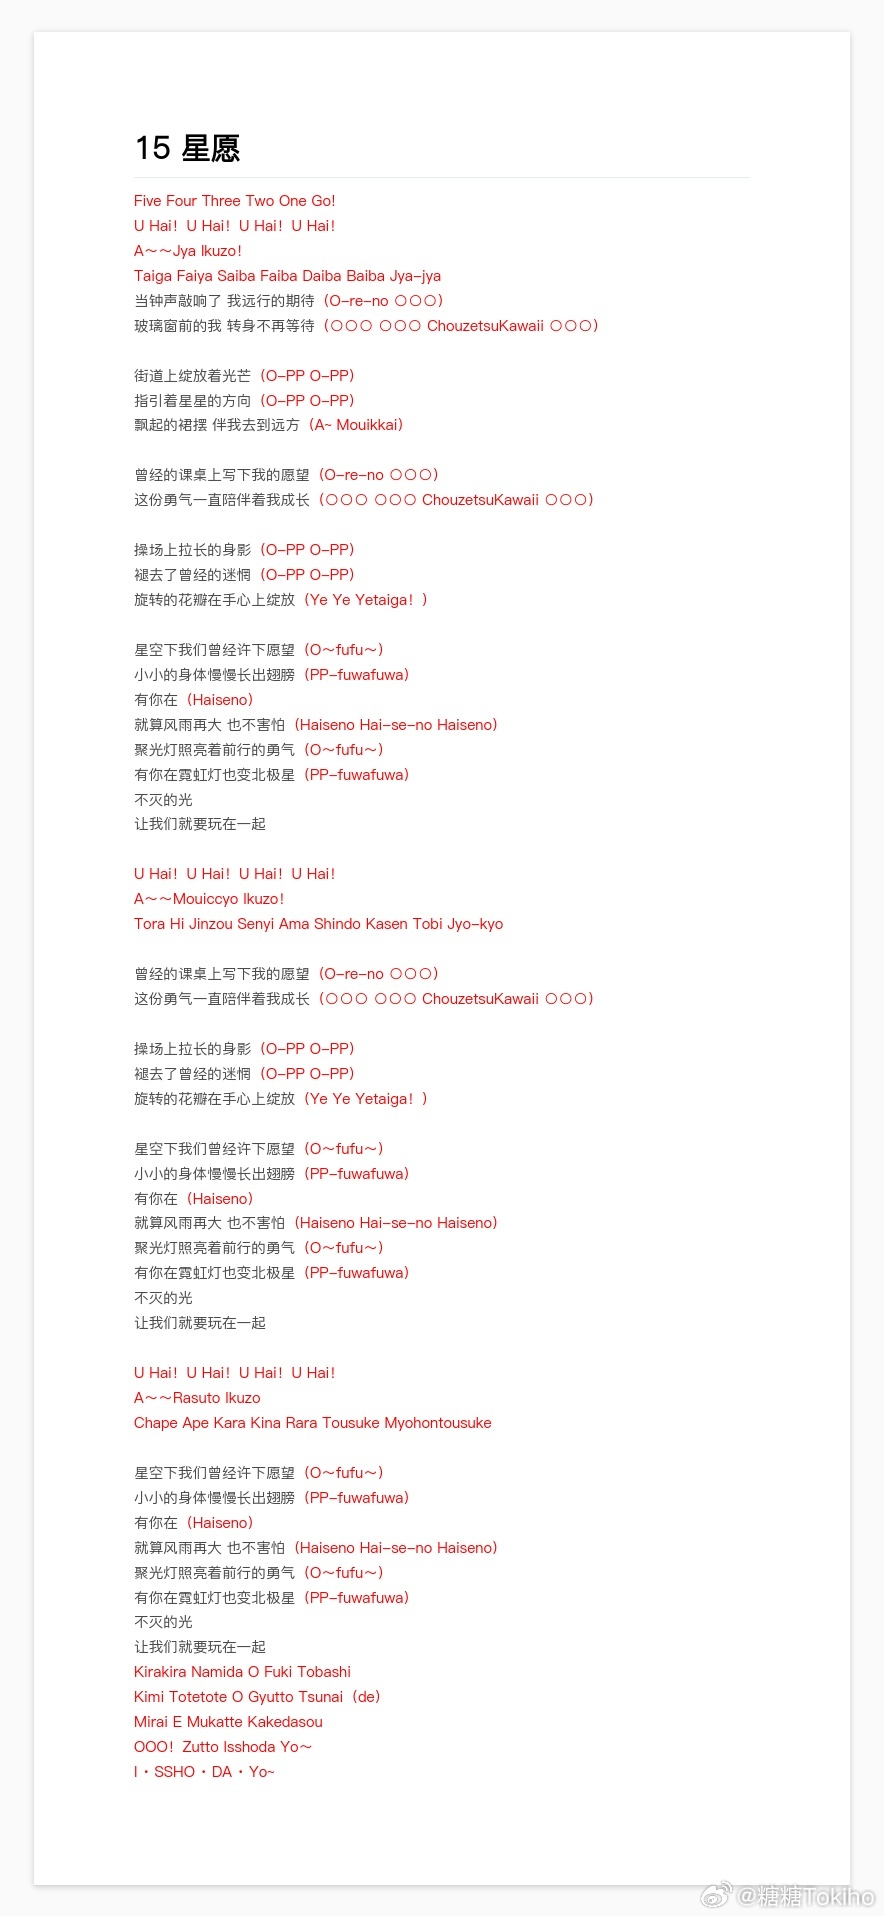 15 星愿
Five Four Three Two One Go!
U Hai! U Hai! U Hai! U Hai!
A～～Jya Ikuzo!
Taiga Faiya Saiba Faiba Daiba Baiba Jya-jya
当钟声敲响了 我远行的期待（O-re-no 〇〇〇）
玻璃窗前的我 转身不再等待（〇〇〇 〇〇〇 ChouzetsuKawaii 〇〇〇）
街道上绽放着光芒（O-PP O-PP）
指引着星星的方向（O-PP O-PP）
飘起的裙摆 伴我去到远方（A~ Mouikkai）
曾经的课桌上写下我的愿望（O-re-no 〇〇〇）
这份勇气一直陪伴着我成长（〇〇〇 〇〇〇 ChouzetsuKawaii 〇〇〇）
操场上拉长的身影（O-PP O-PP）
褪去了曾经的迷惘（O-PP O-PP）
旋转的花瓣在手心上绽放（Ye Ye Yetaiga! ）
星空下我们曾经许下愿望（O～fufu～）
小小的身体慢慢长出翅膀（PP-fuwafuwa）
有你在（Haiseno）
就算风雨再大 也不害怕（Haiseno Hai-se-no Haiseno）
聚光灯照亮着前行的勇气（O～fufu～）
有你在霓虹灯也变北极星（PP-fuwafuwa）
不灭的光
让我们就要玩在一起
U Hai! U Hai! U Hai! U Hai!
A～～Mouiccyo Ikuzo!
Tora Hi Jinzou Senyi Ama Shindo Kasen Tobi Jyo-kyo
曾经的课桌上写下我的愿望（O-re-no 〇〇〇）
这份勇气一直陪伴着我成长（〇〇〇 〇〇〇 ChouzetsuKawaii 〇〇〇）
操场上拉长的身影（O-PP O-PP）
褪去了曾经的迷惘（O-PP O-PP）
旋转的花瓣在手心上绽放（Ye Ye Yetaiga! ）
星空下我们曾经许下愿望（O～fufu～）
小小的身体慢慢长出翅膀（PP-fuwafuwa）
有你在（Haiseno）
就算风雨再大 也不害怕（Haiseno Hai-se-no Haiseno）
聚光灯照亮着前行的勇气（O～fufu～）
有你在霓虹灯也变北极星（PP-fuwafuwa）
不灭的光
让我们就要玩在一起
U Hai! U Hai! U Hai! U Hai!
A～～Rasuto Ikuzo
Chape Ape Kara Kina Rara Tousuke Myohontousuke
星空下我们曾经许下愿望（O～fufu～）
小小的身体慢慢长出翅膀（PP-fuwafuwa）
有你在（Haiseno）
就算风雨再大 也不害怕（Haiseno Hai-se-no Haiseno）
聚光灯照亮着前行的勇气（O～fufu～）
有你在霓虹灯也变北极星（PP-fuwafuwa）
不灭的光
让我们就要玩在一起
Kirakira Namida O Fuki Tobashi
Kimi Totetote O Gyutto Tsunai（de）
Mirai E Mukatte Kakedasou
OOO! Zutto Isshoda Yo～
I・SSHO・DA・Yo~
@糖糖Tokiho